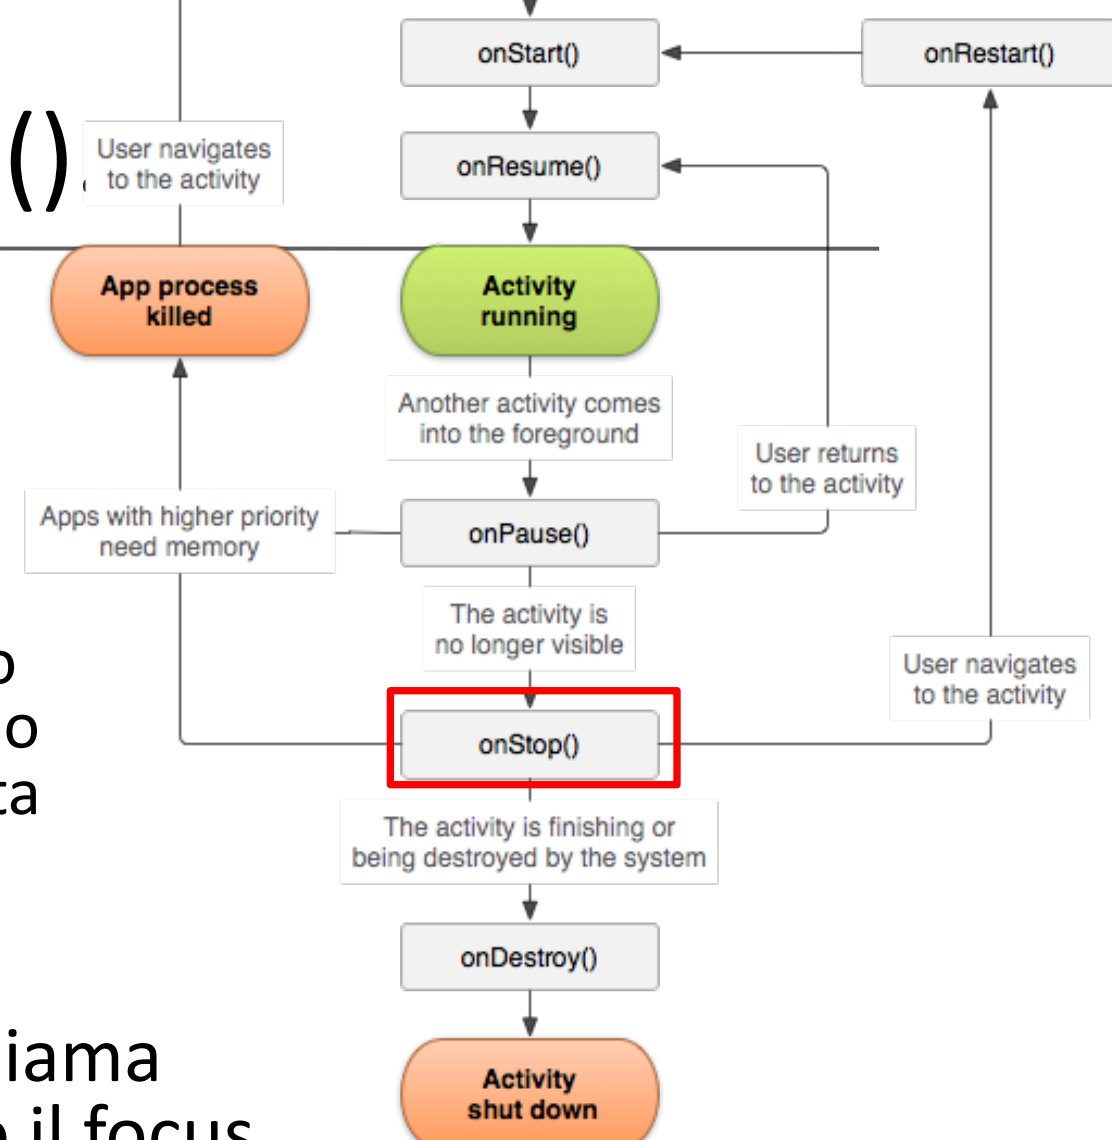 onStart()
onRestart()
().
User navigates
to the activity
onResume()
App process
killed
Activity
running
Another activity comes
into the foreground
User returns
to the activity
Apps with higher priority
need memory
onPause()
The activity is
no longer visible
User navigates
to the activity
o
o
ta
onStop()
The activity is finishing or
being destroyed by the system
onDestroy()
iama
il focus
Activity
shut down